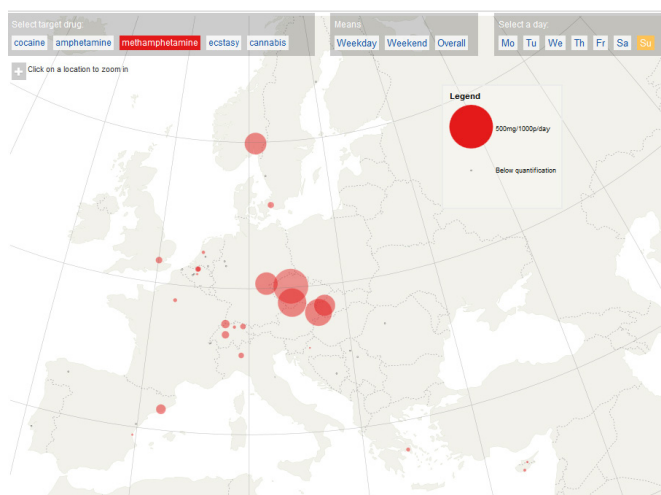 Select target drug:
cocaine amphetamine methamphetamine ecstasy cannabis
Means
Weekday Weekend Overall
Select a day:
Mo Tu We Th Fr Sa Su
+ Click on a location to zoom in
Legend
500mg/1000p/day
Below quantification